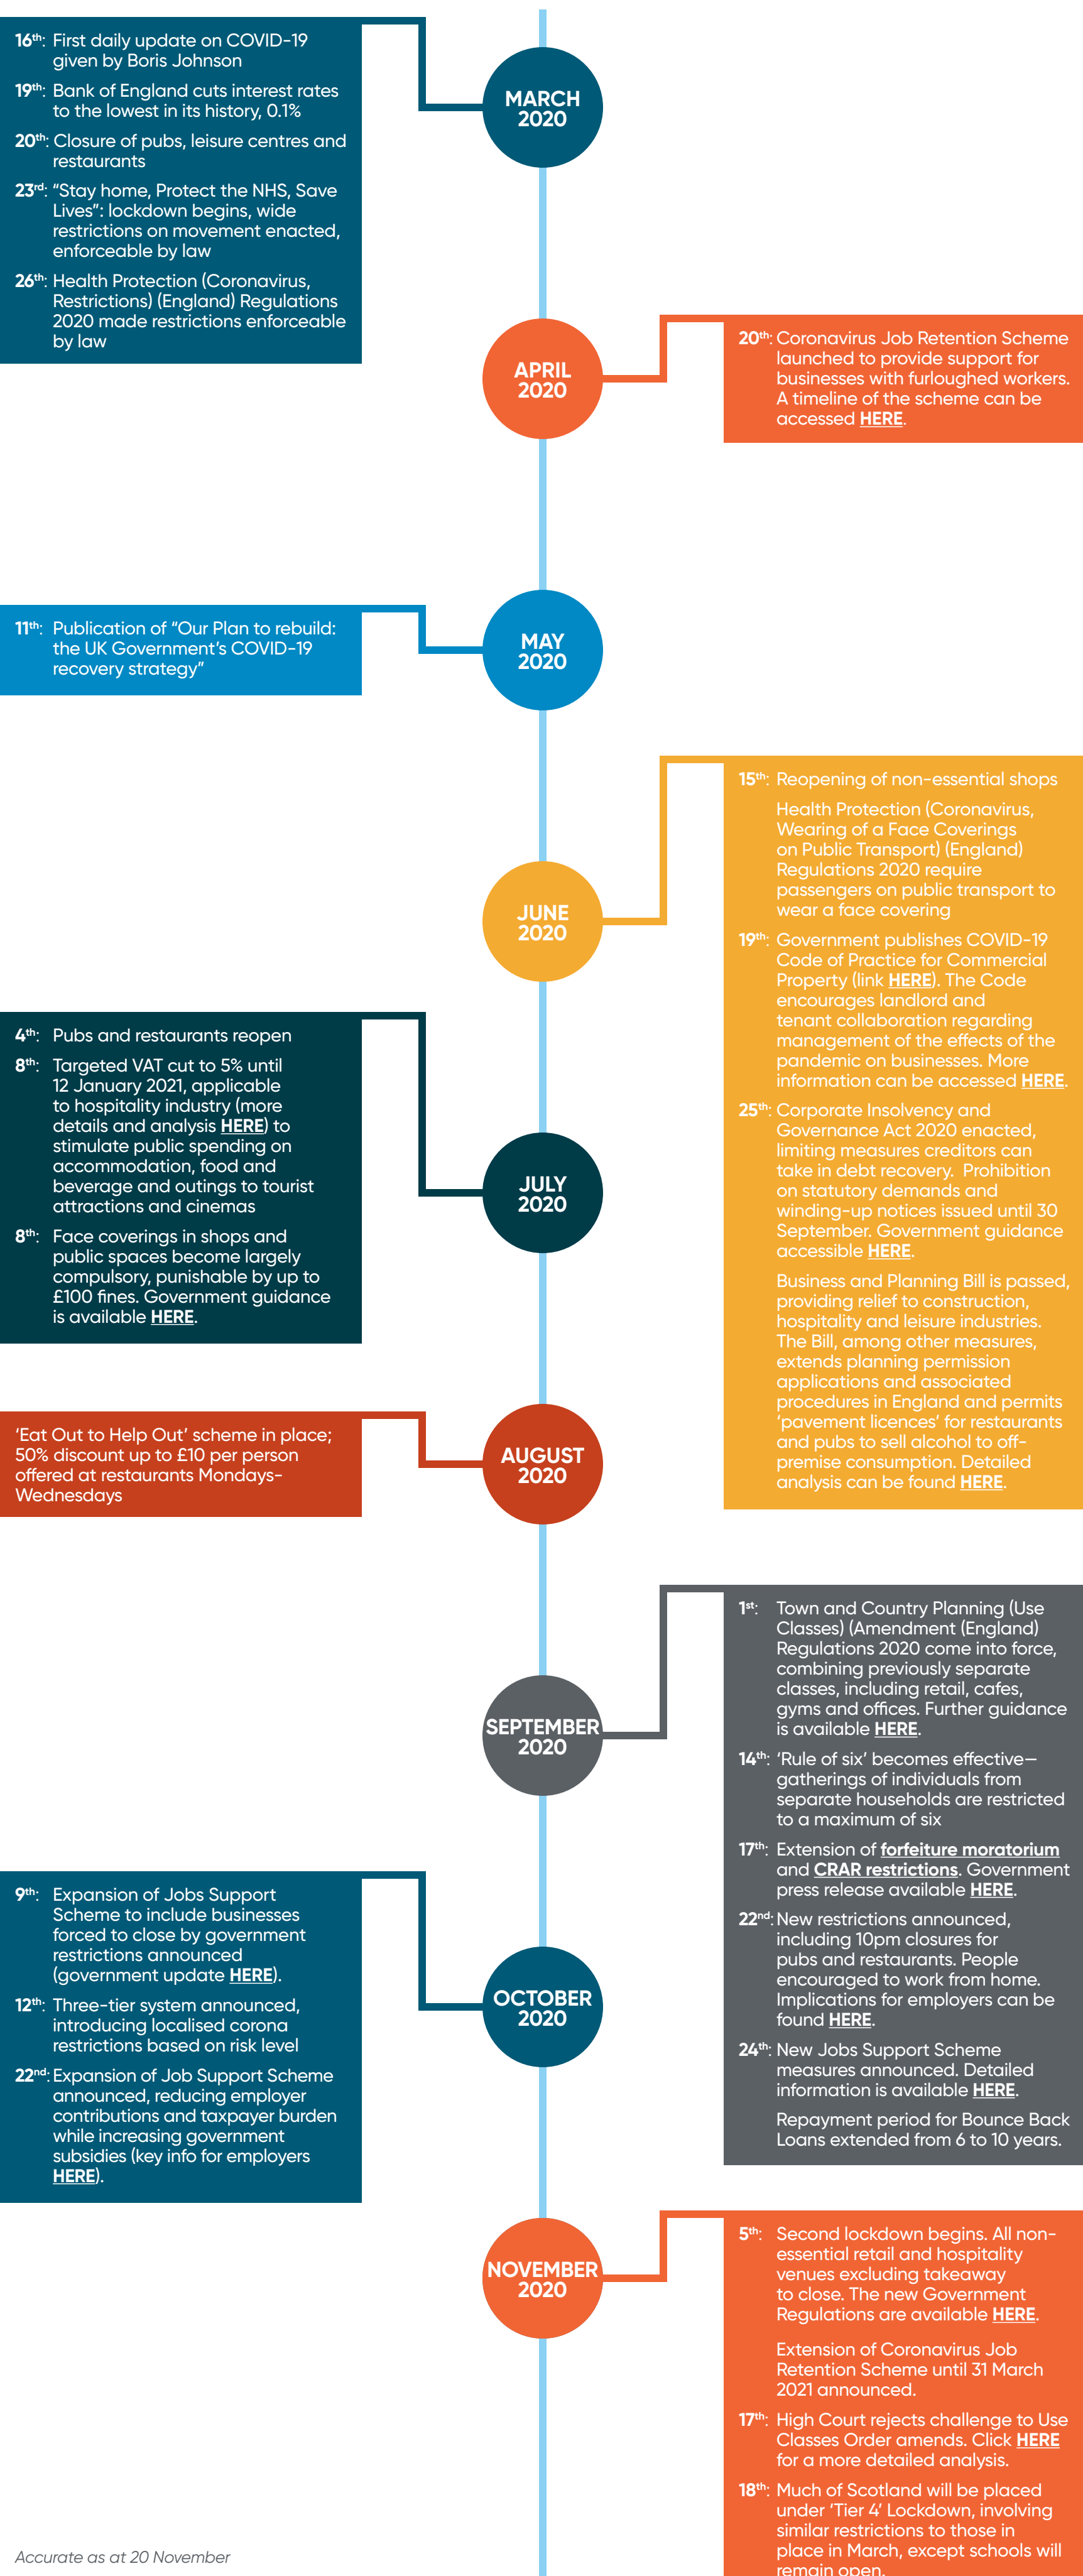 MARCH
2020
16th: First daily update on COVID-19
given by Boris Johnson
19th: Bank of England cuts interest rates
to the lowest in its history, 0.1%
20th: Closure of pubs, leisure centres and
restaurants
23rd: “Stay home, Protect the NHS, Save
Lives”: lockdown begins, wide
restrictions on movement enacted,
enforceable by law
26th: Health Protection (Coronavirus,
Restrictions) (England) Regulations
2020 made restrictions enforceable
by law
APRIL
2020
20th: Coronavirus Job Retention Scheme
launched to provide support for
businesses with furloughed workers.
A timeline of the scheme can be
accessed HERE.
MAY
2020
11th: Publication of “Our Plan to rebuild:
the UK Government’s COVID-19
recovery strategy”
JUNE
2020
15th: Reopening of non-essential shops
Health Protection (Coronavirus,
Wearing of a Face Coverings
on Public Transport) (England)
Regulations 2020 require
passengers on public transport to
wear a face covering
19th: Government publishes COVID-19
Code of Practice for Commercial
Property (link HERE). The Code
encourages landlord and
tenant collaboration regarding
management of the effects of the
pandemic on businesses. More
information can be accessed HERE.
25th: Corporate Insolvency and
Governance Act 2020 enacted,
limiting measures creditors can
take in debt recovery. Prohibition
on statutory demands and
winding-up notices issued until 30
September. Government guidance
accessible HERE.
Business and Planning Bill is passed,
providing relief to construction,
hospitality and leisure industries.
The Bill, among other measures,
extends planning permission
applications and associated
procedures in England and permits
‘pavement licences’ for restaurants
and pubs to sell alcohol to off-
premise consumption. Detailed
analysis can be found HERE.
JULY
2020
4th: Pubs and restaurants reopen
8th: Targeted VAT cut to 5% until
12 January 2021, applicable
to hospitality industry (more
details and analysis HERE) to
stimulate public spending on
accommodation, food and
beverage and outings to tourist
attractions and cinemas
8th: Face coverings in shops and
public spaces become largely
compulsory, punishable by up to
£100 fines. Government guidance
is available HERE.
AUGUST
2020
‘Eat Out to Help Out’ scheme in place;
50% discount up to £10 per person
offered at restaurants Mondays-
Wednesdays
SEPTEMBER
2020
1st: Town and Country Planning (Use
Classes) (Amendment (England)
Regulations 2020 come into force,
combining previously separate
classes, including retail, cafes,
gyms and offices. Further guidance
is available HERE.
14th: ‘Rule of six’ becomes effective—
gatherings of individuals from
separate households are restricted
to a maximum of six
17th: Extension of forfeiture moratorium
and CRAR restrictions. Government
press release available HERE.
22nd: New restrictions announced,
including 10pm closures for
pubs and restaurants. People
encouraged to work from home.
Implications for employers can be
found HERE.
24th: New Jobs Support Scheme
measures announced. Detailed
information is available HERE.
Repayment period for Bounce Back
Loans extended from 6 to 10 years.
OCTOBER
2020
9th: Expansion of Jobs Support
Scheme to include businesses
forced to close by government
restrictions announced
(government update HERE).
12th: Three-tier system announced,
introducing localised corona
restrictions based on risk level
22nd: Expansion of Job Support Scheme
announced, reducing employer
contributions and taxpayer burden
while increasing government
subsidies (key info for employers
HERE).
NOVEMBER
2020
5th: Second lockdown begins. All non-
essential retail and hospitality
venues excluding takeaway
to close. The new Government
Regulations are available HERE.
Extension of Coronavirus Job
Retention Scheme until 31 March
2021 announced.
17th: High Court rejects challenge to Use
Classes Order amends. Click HERE
for a more detailed analysis.
18th: Much of Scotland will be placed
under ‘Tier 4’ Lockdown, involving
similar restrictions to those in
place in March, except schools will
remain open.
Accurate as at 20 November